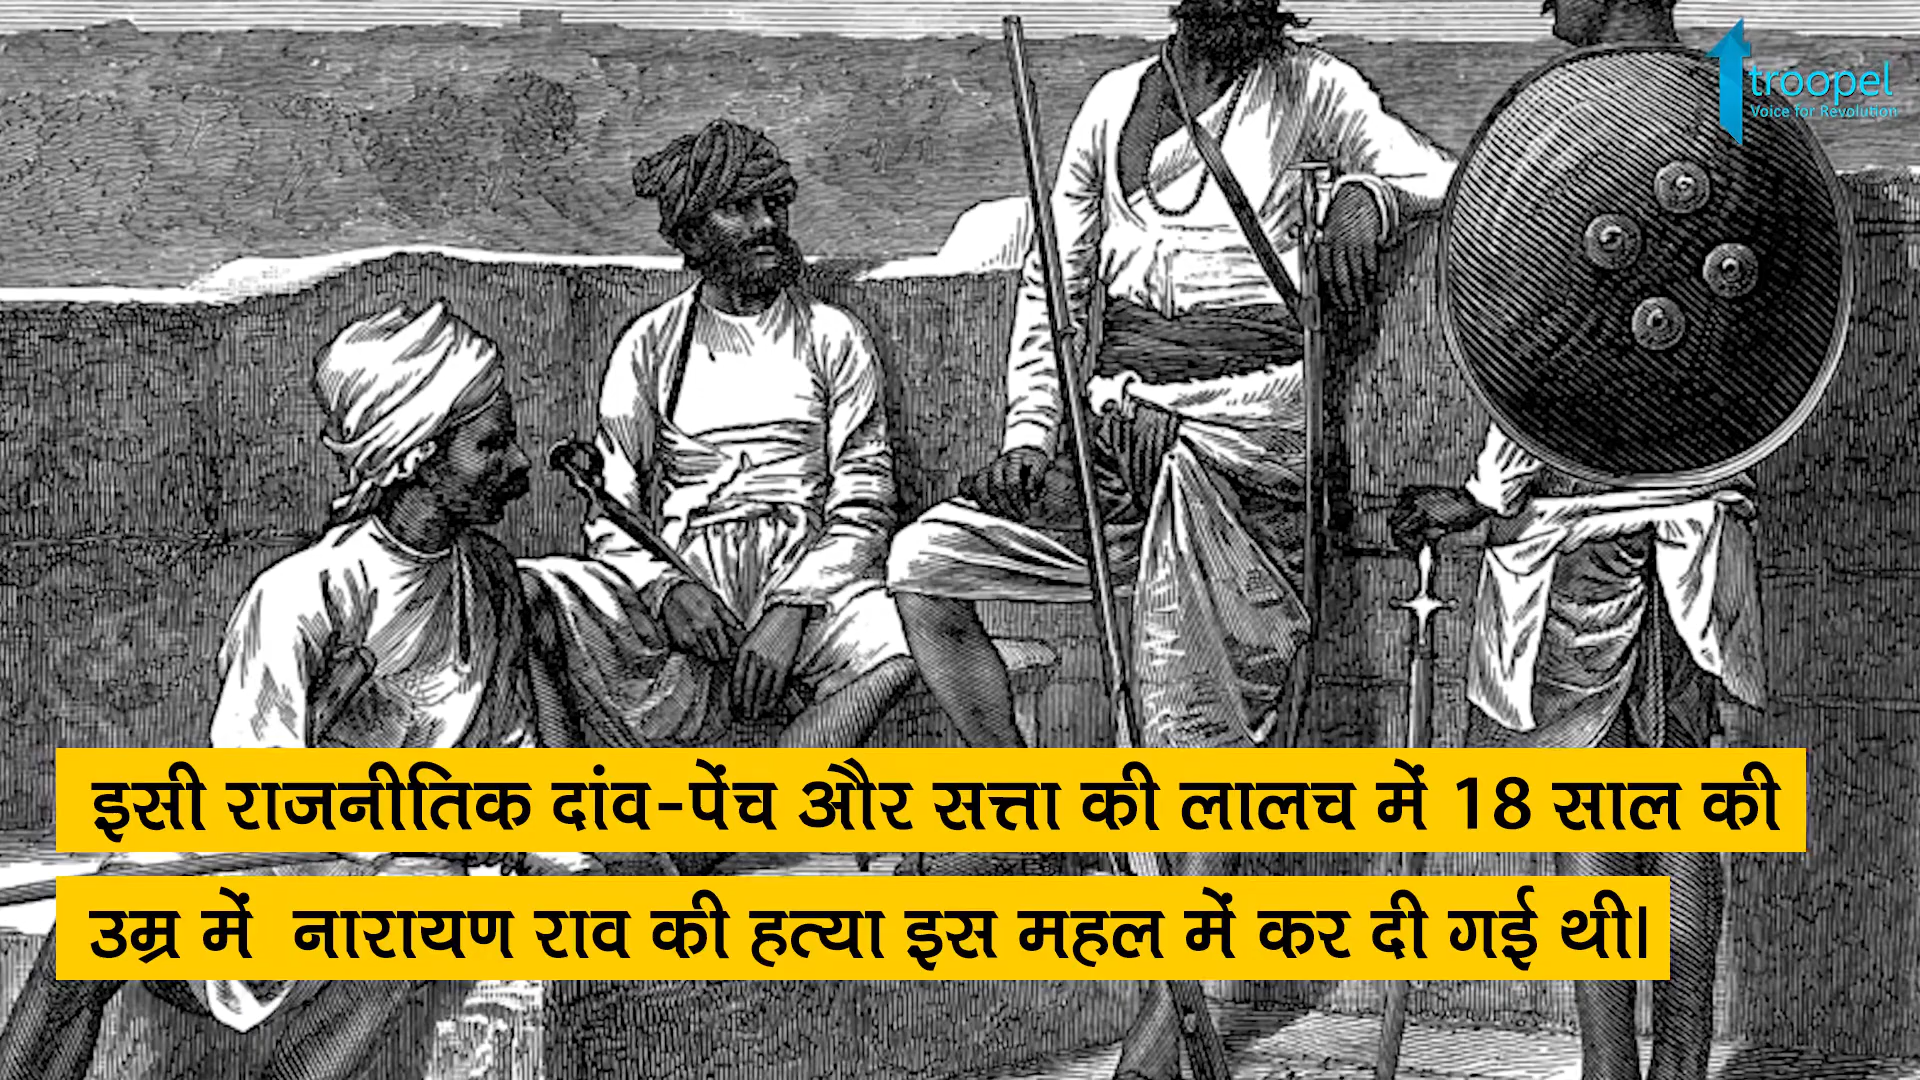 troopel
Voice for Revolution
इसी राजनीतिक दांव-पेंच और सत्ता की लालच में 18 साल की
उम्र में नारायण राव की हत्या इस महल में कर दी गई थी।